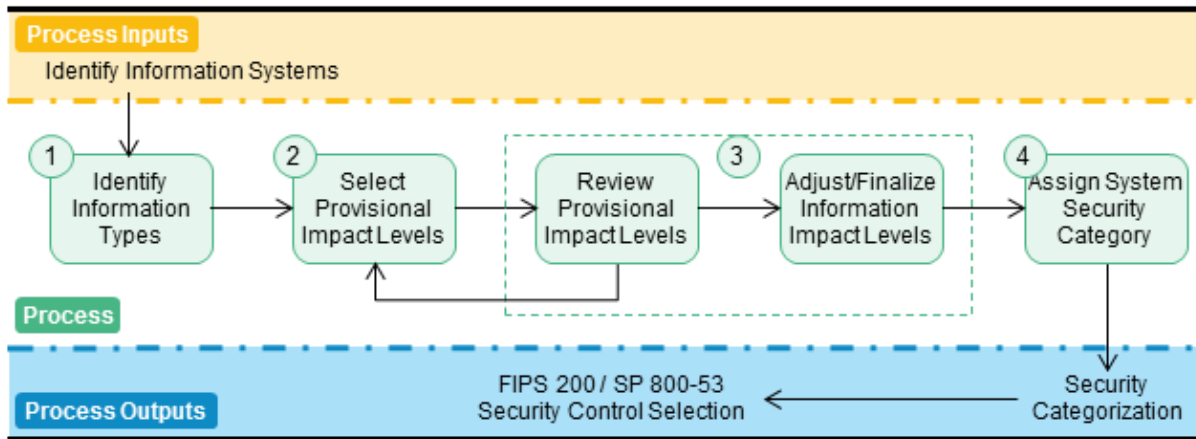 Process Inputs
Identify Information Systems
1
Identify
Information
Types
2
Select
Provisional
Impact Levels
3
Review
Provisional
Impact Levels
Adjust/Finalize
Information
Impact Levels
4
Assign System
Security
Category
Process
Process Outputs
FIPS 200 / SP 800-53
Security Control Selection
Security
Categorization